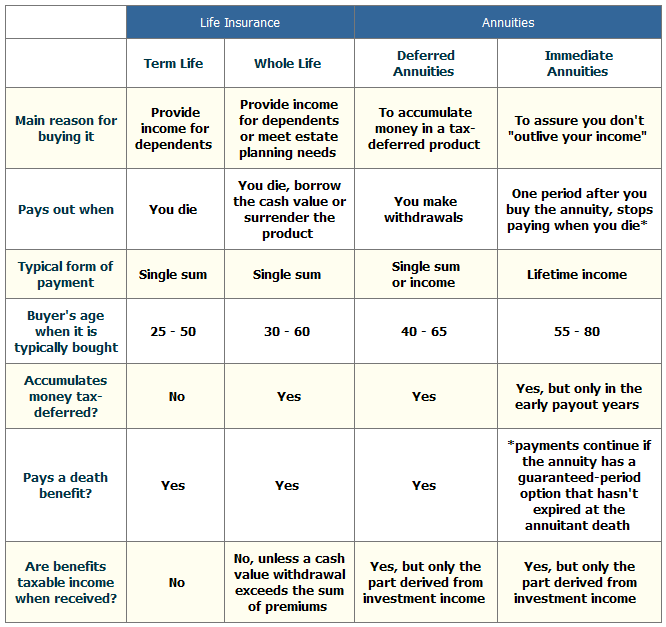 Life Insurance
Annuities
Term Life
Whole Life
Deferred
Annuities
Immediate
Annuities
Main reason for
buying it
Provide
income for
dependents
Provide income
for dependents
or meet estate
planning needs
To accumulate
money in a tax-
deferred product
To assure you don't
"outlive your income"
Pays out when
You die
You die, borrow
the cash value or
surrender the
product
You make
withdrawals
One period after you
buy the annuity, stops
paying when you die*
Typical form of
payment
Single sum
Single sum
Single sum
or income
Lifetime income
Buyer's age
when it is
typically bought
25 - 50
30 - 60
40 - 65
55 - 80
Accumulates
money tax-
deferred?
No
Yes
Yes
Yes, but only in the
early payout years
Pays a death
benefit?
Yes
Yes
Yes
*payments continue if
the annuity has a
guaranteed-period
option that hasn't
expired at the
annuitant death
Are benefits
taxable income
when received?
No
No, unless a cash
value withdrawal
exceeds the sum
of premiums
Yes, but only the
part derived from
investment income
Yes, but only the
part derived from
investment income